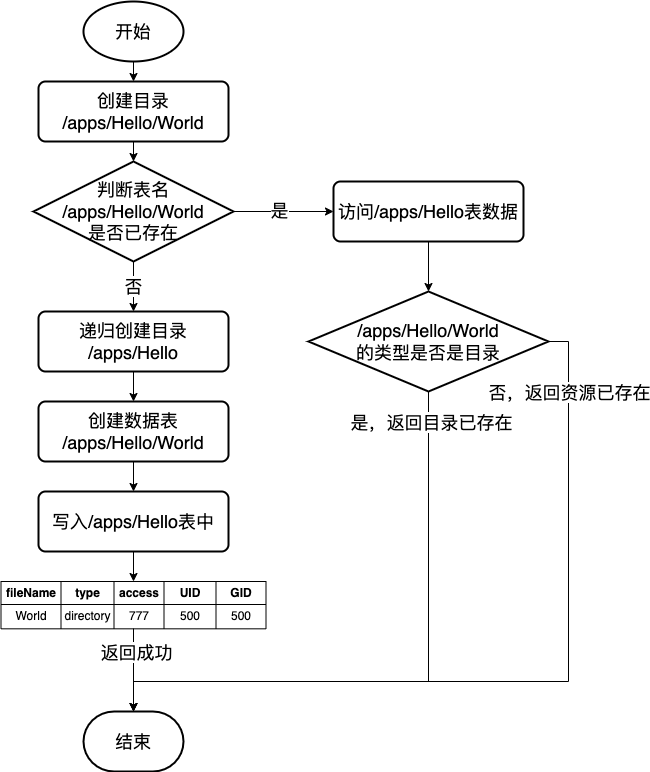 开始
创建目录
/apps/Hello/World
判断表名
/apps/Hello/World
是否已存在
是
访问/apps/Hello表数据
否
/apps/Hello/World
的类型是否是目录
递归创建目录
/apps/Hello
否，返回资源已存在
是，返回目录已存在
创建数据表
/apps/Hello/World
写入/apps/Hello表中
fileName type access UID GID
World directory 777 500 500
返回成功
结束